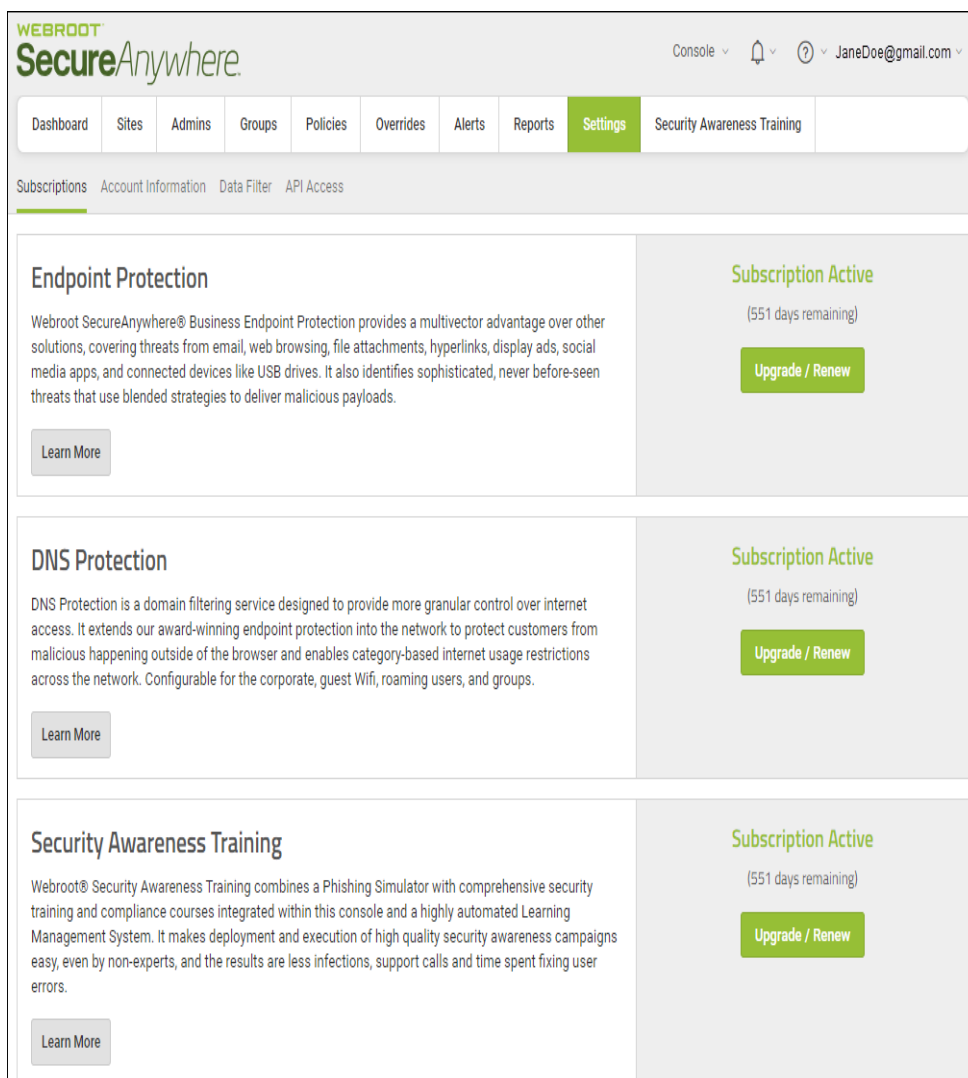 WEBROOT
SecureAnywhere.
Console JaneDoe@gmail.com
Dashboard Sites Admins Groups Policies Overrides Alerts Reports Settings Security Awareness Training
Subscriptions Account Information Data Filter API Access
Endpoint Protection
Webroot SecureAnywhere® Business Endpoint Protection provides a multivector advantage over other
solutions, covering threats from email, web browsing, file attachments, hyperlinks, display ads, social
media apps, and connected devices like USB drives. It also identifies sophisticated, never before-seen
threats that use blended strategies to deliver malicious payloads.
Learn More
Subscription Active
(551 days remaining)
Upgrade / Renew
DNS Protection
DNS Protection is a domain filtering service designed to provide more granular control over internet
access. It extends our award-winning endpoint protection into the network to protect customers from
malicious happening outside of the browser and enables category-based internet usage restrictions
across the network. Configurable for the corporate, guest Wifi, roaming users, and groups.
Learn More
Subscription Active
(551 days remaining)
Upgrade / Renew
Security Awareness Training
Webroot® Security Awareness Training combines a Phishing Simulator with comprehensive security
training and compliance courses integrated within this console and a highly automated Learning
Management System. It makes deployment and execution of high quality security awareness campaigns
easy, even by non-experts, and the results are less infections, support calls and time spent fixing user
errors.
Learn More
Subscription Active
(551 days remaining)
Upgrade / Renew